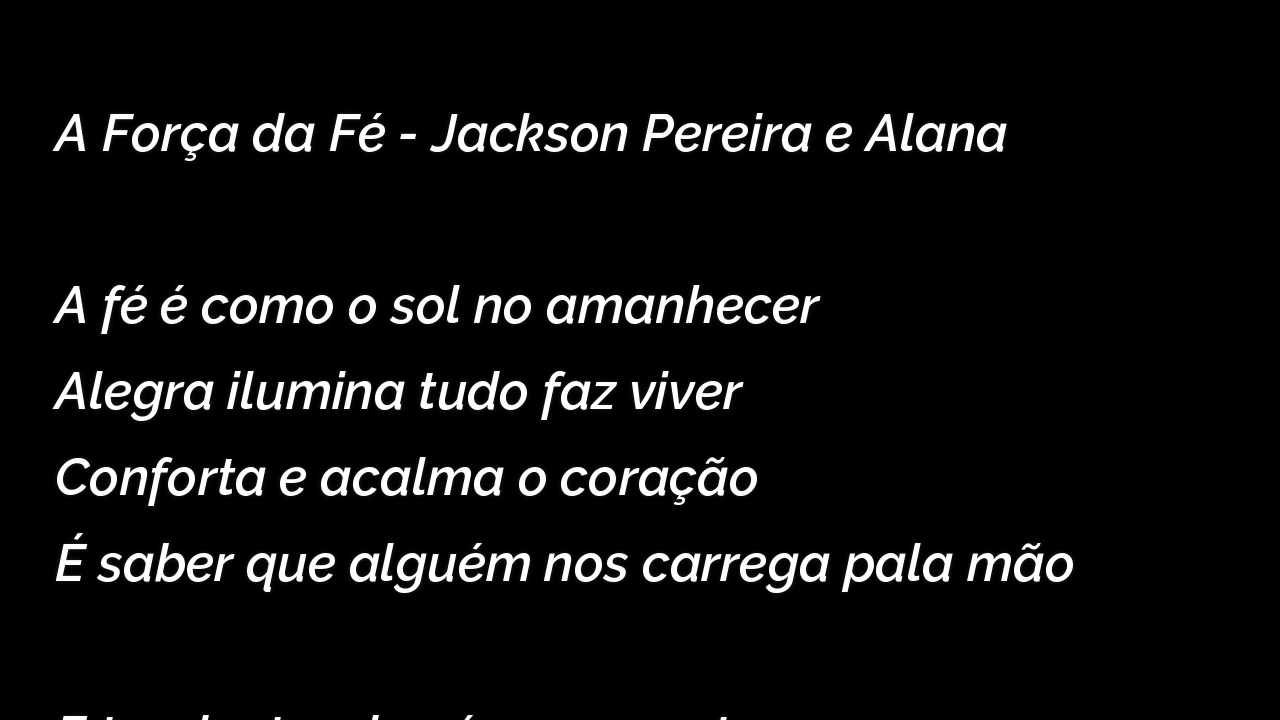 A Força da Fé - Jackson Pereira e Alana
A fé é como o sol no amanhecer
Alegra ilumina tudo faz viver
Conforta e acalma o coração
É saber que alguém nos carrega pala mão